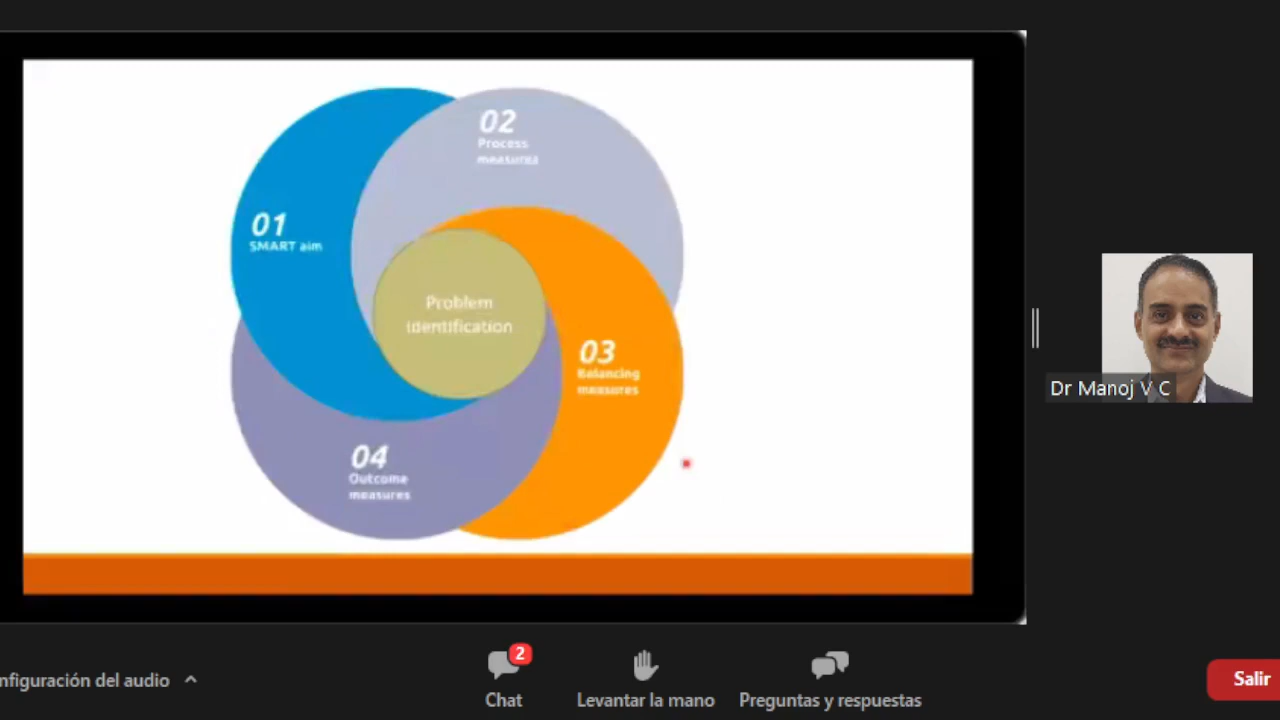 02
Process
measures
01
SMART aim
Problem
identification
03
Balancing
measures
04
Outcome
measures
Dr Manoj V C
nfiguración del audio
2
Chat
Levantar la mano
Preguntas y respuestas
Salir